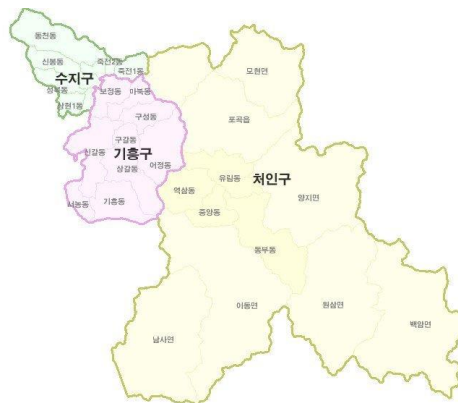 동천동
신봉동
죽전2동
죽전1동
수지구
성복동
상현1동
보정동
마북동
모현면
구성동
포곡읍
구갈동
신갈동
기흥구
어정동
상갈동
유림동
처인구
역삼동
양지면
서농동
기흥동
중앙동
동부동
이동면
원삼면
백암면
남사면